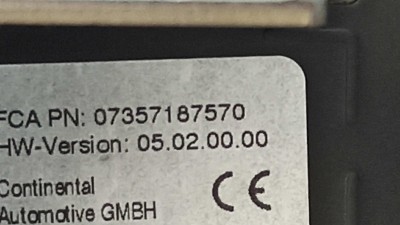 FCA PN: 07357187570
HW-Version: 05.02.00.00
Continental
Automotive GMBH
CE